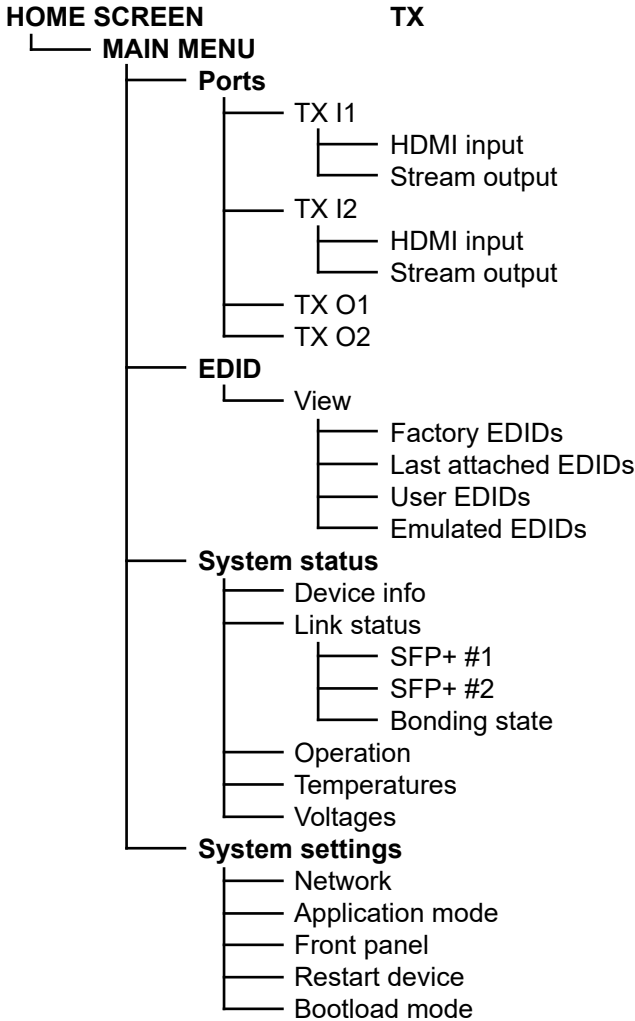 HOME SCREEN TX
MAIN MENU
Ports
TX I1
HDMI input
Stream output
TX I2
HDMI input
Stream output
TX O1
TX O2
EDID
View
Factory EDIDs
Last attached EDIDs
User EDIDs
Emulated EDIDs
System status
Device info
Link status
SFP+ #1
SFP+ #2
Bonding state
Operation
Temperatures
Voltages
System settings
Network
Application mode
Front panel
Restart device
Bootload mode